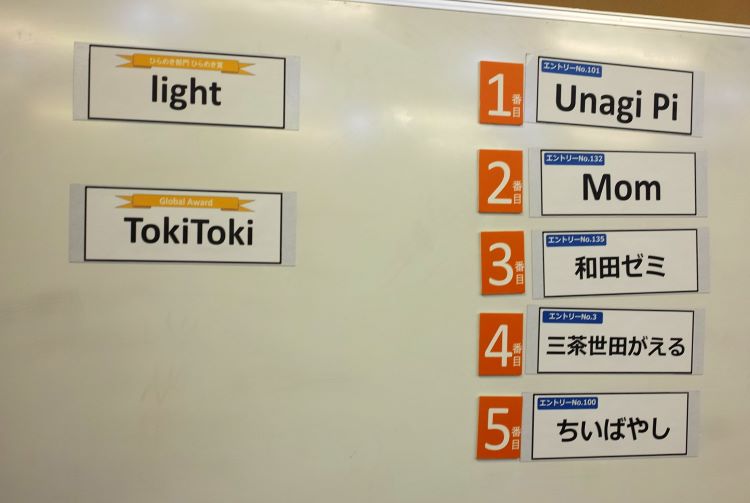 ひらめき部門 ひらめき賞
light
Global Award
TokiToki
1番目
エントリーNo.101
Unagi Pi
2番目
エントリーNo.132
Mom
3番目
エントリーNo.135
和田ゼミ
4番目
エントリーNo.3
三茶世田がえる
5番目
エントリーNo.100
ちいばやし